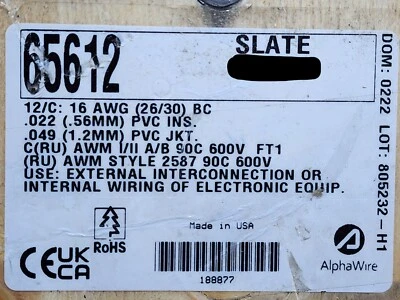 65612
SLATE
12/C: 16 AWG (26/30) BC
.022 (.56MM) PVC INS.
.049 (1.2MM) PVC JKT.
C(RU) AWM I/II A/B 90C 600V FT1
(RU) AWM STYLE 2587 90C 600V
USE: EXTERNAL INTERCONNECTION OR
INTERNAL WIRING OF ELECTRONIC EQUIP.
DOM: 0222 LOT: 805232-H1
CE UK
CA
RoHS
Made in USA
188877
AlphaWire